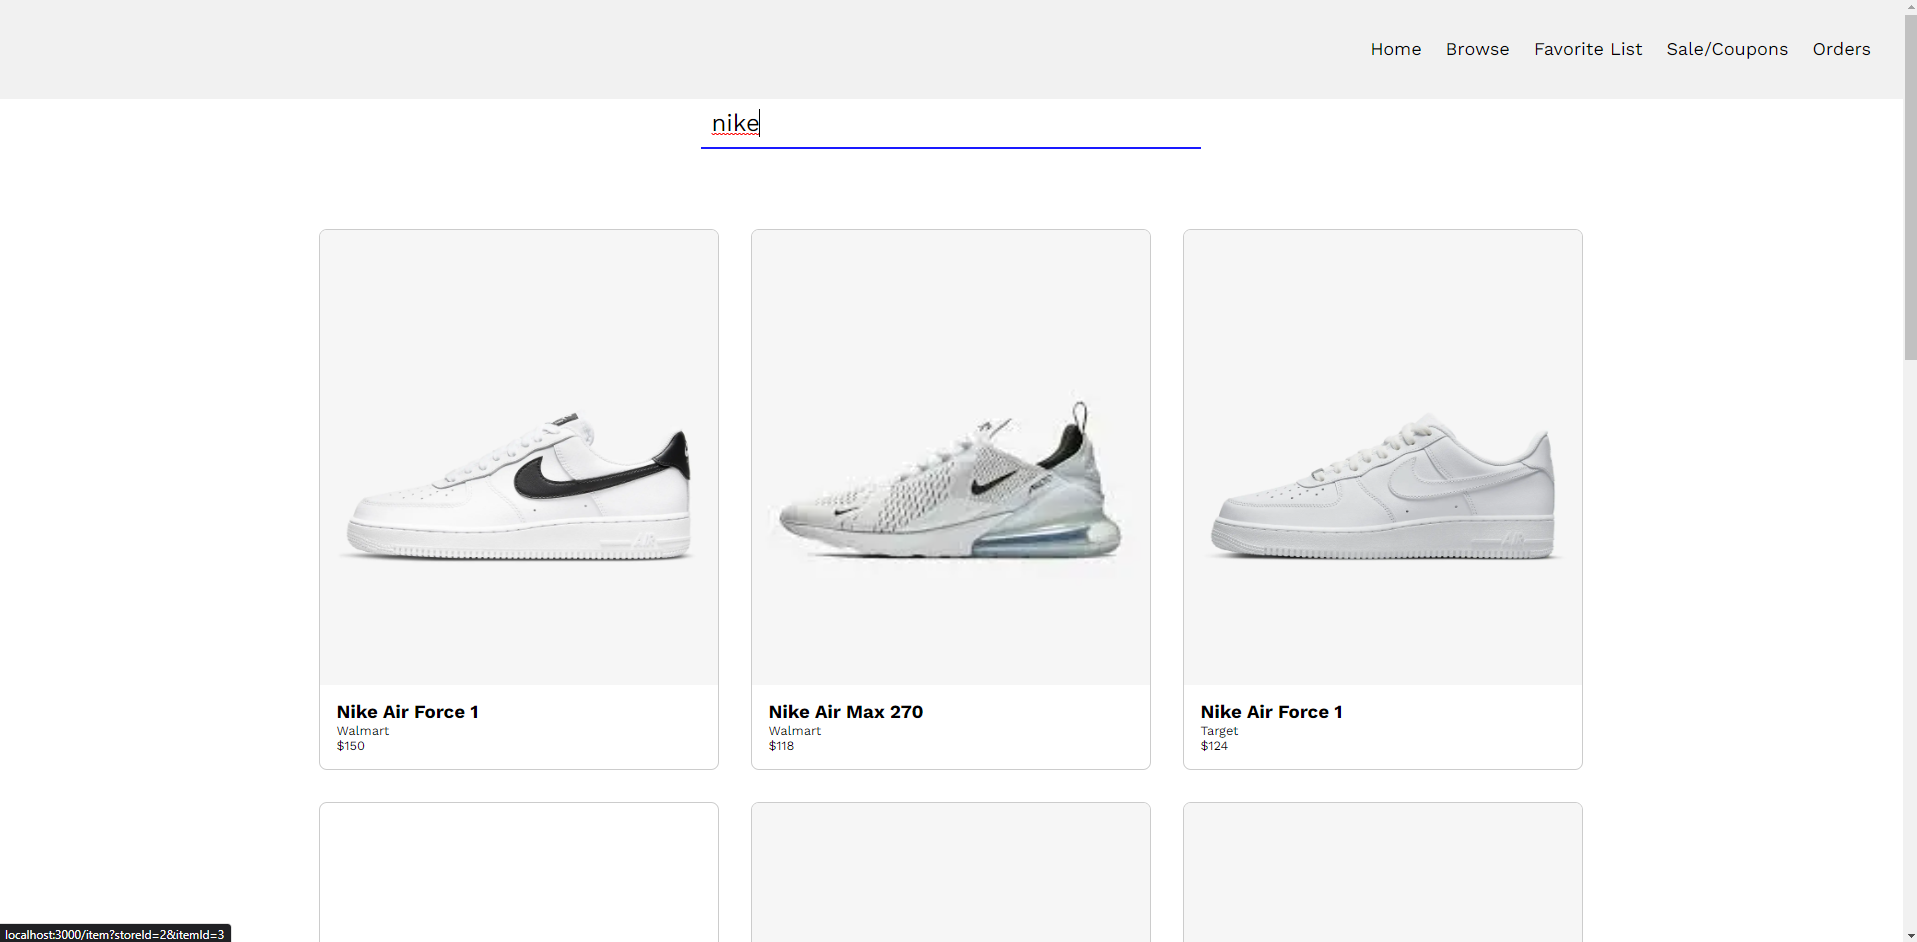 Home Browse Favorite List Sale/Coupons Orders
nike
Nike Air Force 1
Walmart
$150
Nike Air Max 270
Walmart
$118
Nike Air Force 1
Target
$124
localhost:3000/item?storeId=2&itemId=3